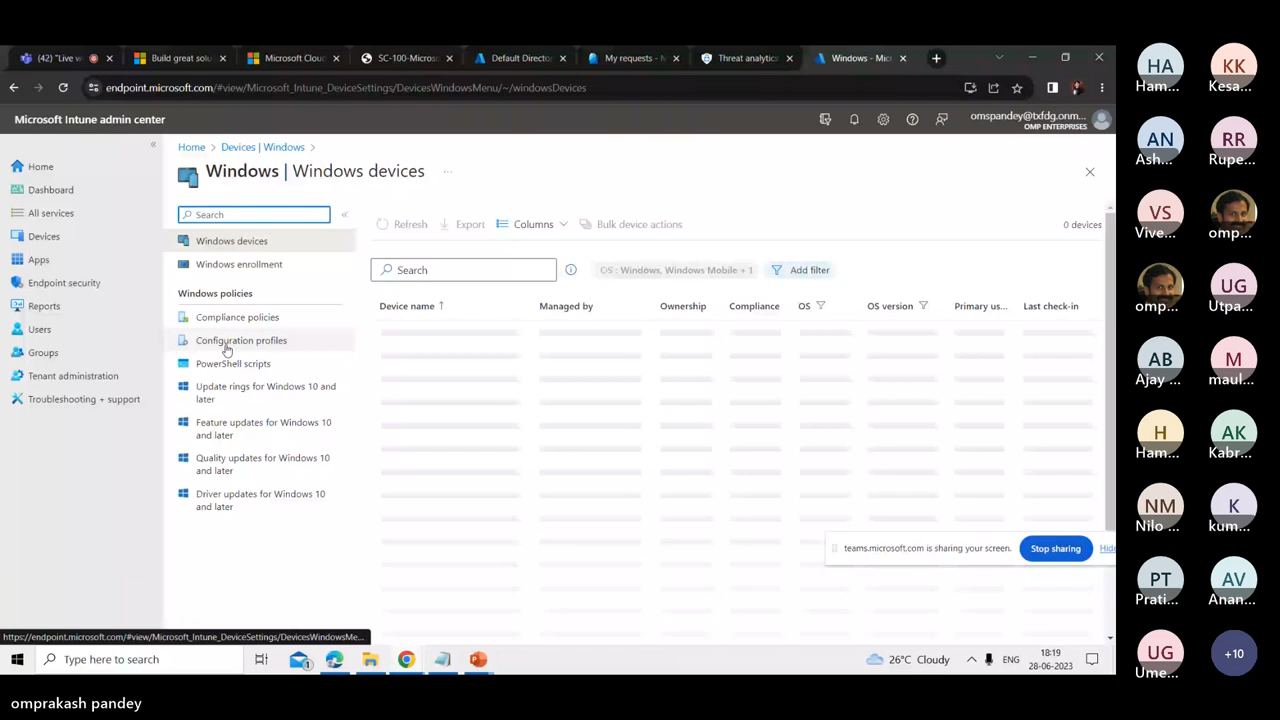 (42) "Live w
Build great solu
Microsoft Cloud
SC-100-Microso
Default Directo
My requests - M
Threat analytics
Windows - Micr
endpoint.microsoft.com/#view/Microsoft_Intune_DeviceSettings/DevicesWindowsMenu/~/windowsDevices
Microsoft Intune admin center
omspandey@txfdg.onm...
OMP ENTERPRISES
Home
Dashboard
All services
Devices
Apps
Endpoint security
Reports
Users
Groups
Tenant administration
Troubleshooting + support
Home > Devices | Windows >
Windows | Windows devices
Search
Windows devices
Windows enrollment
Windows policies
Compliance policies
Configuration profiles
PowerShell scripts
Update rings for Windows 10 and
later
Feature updates for Windows 10
and later
Quality updates for Windows 10
and later
Driver updates for Windows 10
and later
Refresh Export Columns Bulk device actions 0 devices
Search
OS : Windows, Windows Mobile + 1
Add filter
Device name ↑ Managed by Ownership Compliance OS OS version Primary us... Last check-in
teams.microsoft.com is sharing your screen.
Stop sharing
Hide
https://endpoint.microsoft.com/#view/Microsoft_Intune_DeviceSettings/DevicesWindowsMe...
Type here to search
1
26°C Cloudy
ENG
18:19
28-06-2023
omprakash pandey
HA
Ham...
KK
Kesa...
AN
Ash...
RR
Rupe...
VS
Vive...
omp...
omp...
UG
Utpa...
AB
Ajay ...
M
maul...
H
Ham...
AK
Kabr...
NM
Nilo ...
K
kum...
PT
Prati...
AV
Anan...
UG
Ume...
+10